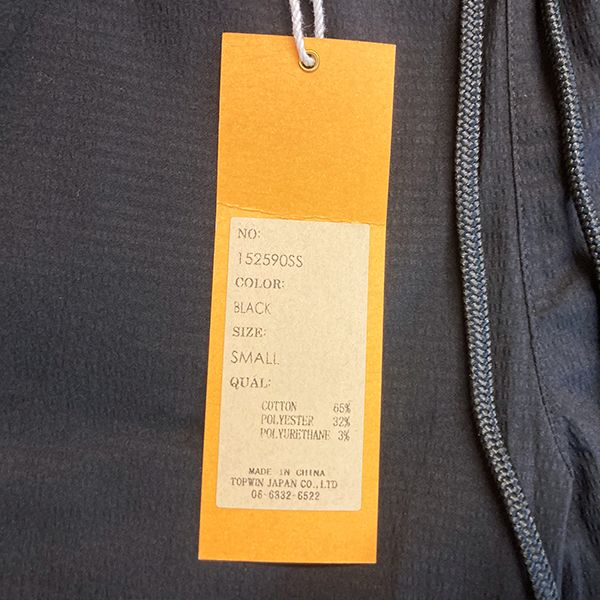 NO:
152590SS
COLOR:
BLACK
SIZE:
SMALL
QUÁL:
COTTON 65%
POLYESTER 32%
POLYURETHANE 3%
MADE IN CHINA
TOPWIN JAPAN CO.,LTD
06-6332-6522